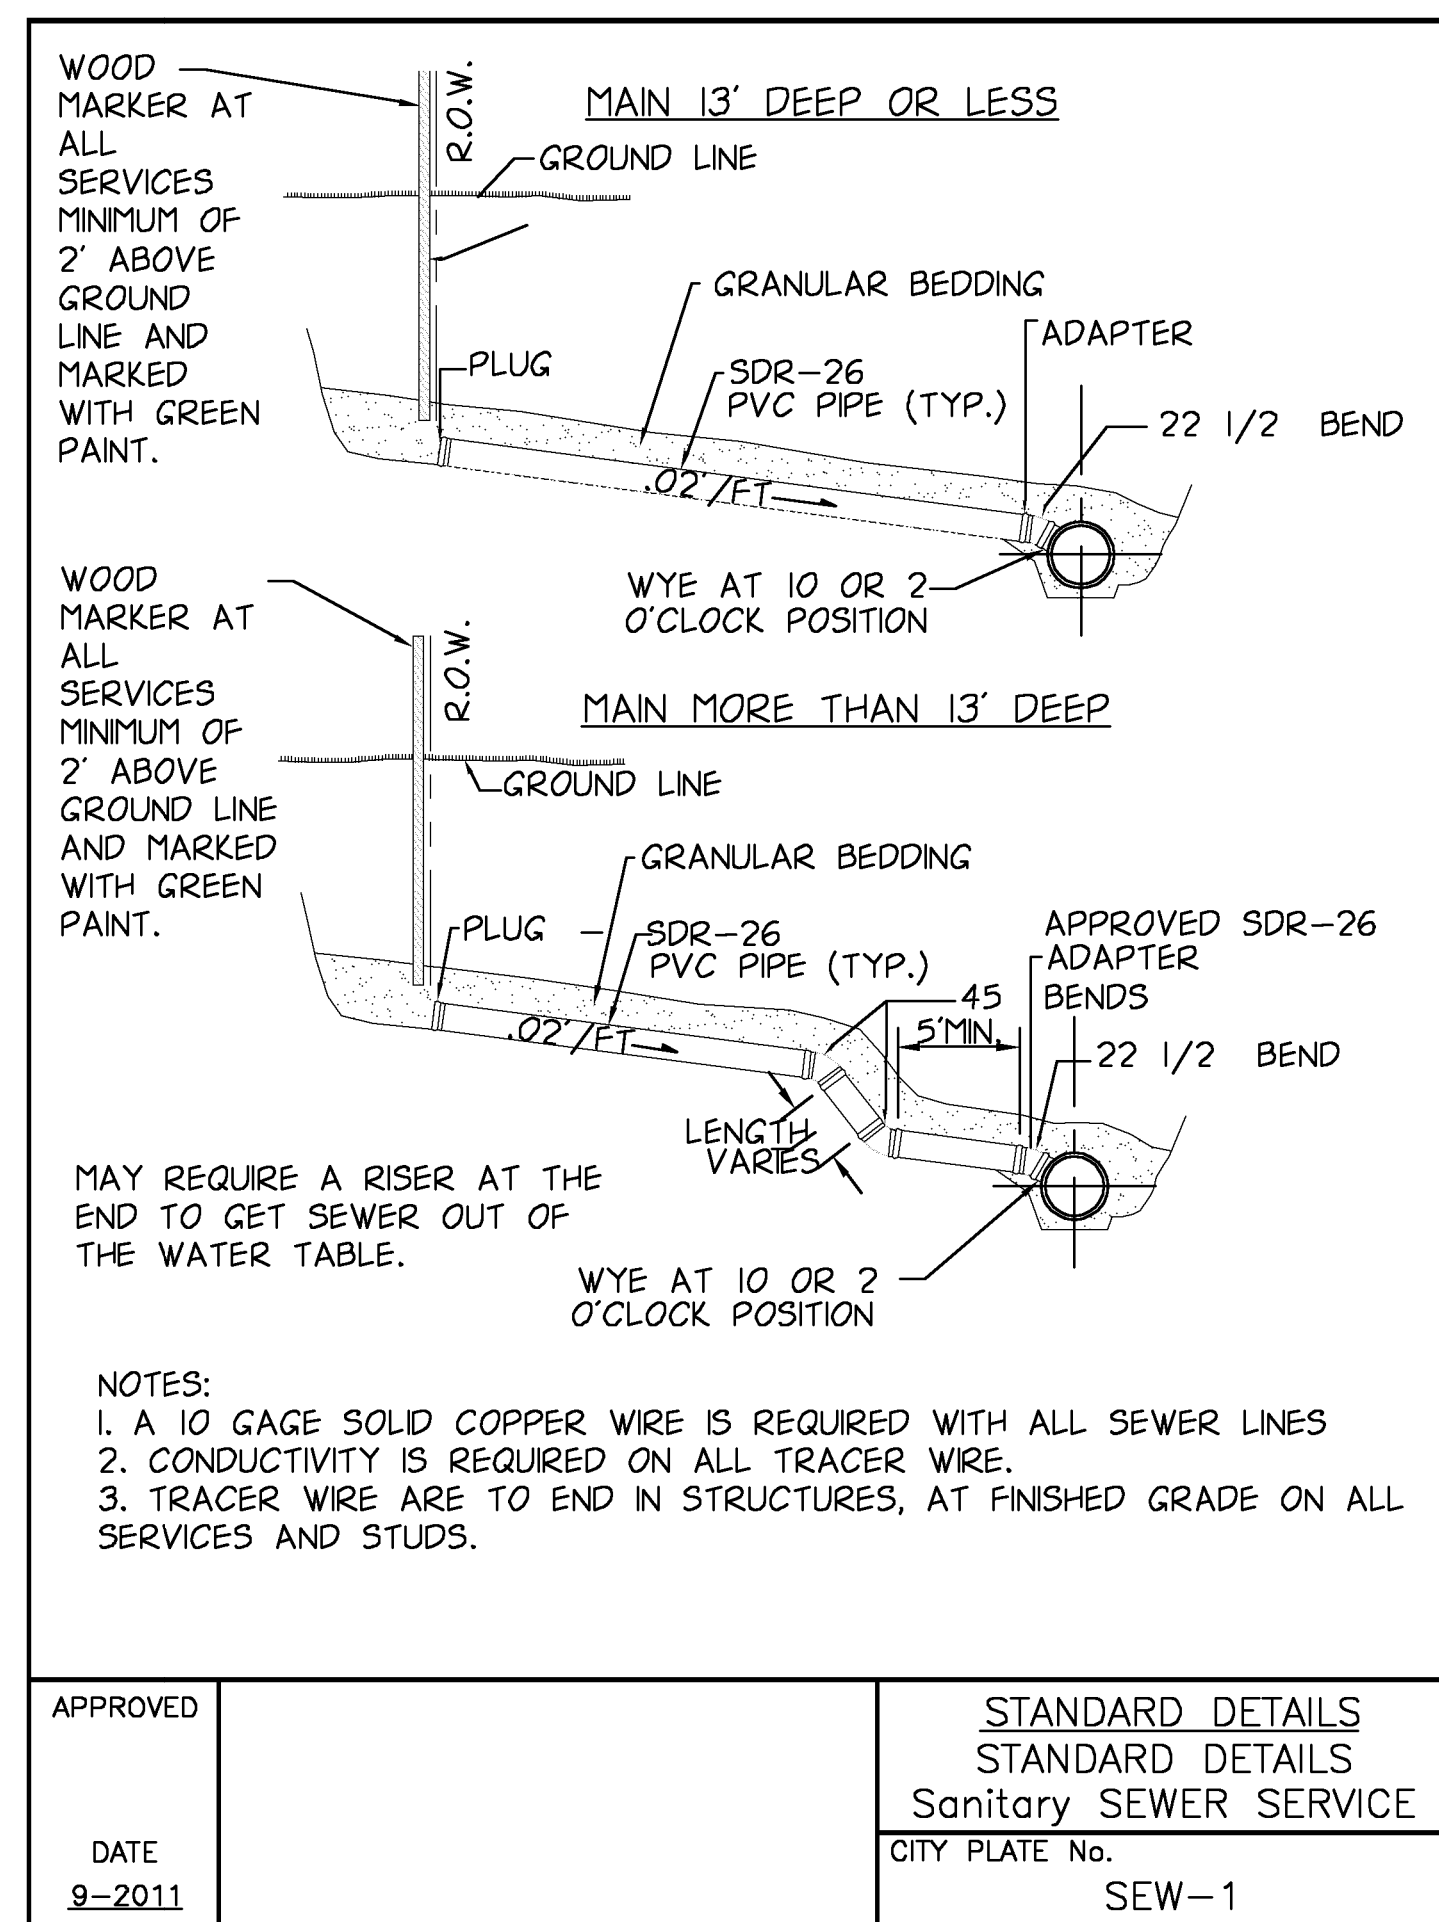 WOOD
MARKER AT
ALL
SERVICES
MINIMUM OF
2' ABOVE
GROUND
LINE AND
MARKED
WITH GREEN
PAINT.
R.O.W.
MAIN 13' DEEP OR LESS
GROUND LINE
GRANULAR BEDDING
ADAPTER
PLUG
SDR-26
PVC PIPE (TYP.)
22 1/2 BEND
.02'/FT
WYE AT 10 OR 2
O'CLOCK POSITION
WOOD
MARKER AT
ALL
SERVICES
MINIMUM OF
2' ABOVE
GROUND LINE
AND MARKED
WITH GREEN
PAINT.
R.O.W.
MAIN MORE THAN 13' DEEP
GROUND LINE
GRANULAR BEDDING
PLUG -
SDR-26
PVC PIPE (TYP.)
APPROVED SDR-26
ADAPTER
BENDS
45
5'MIN.
22 1/2 BEND
.02'/FT
LENGTH
VARIES
MAY REQUIRE A RISER AT THE
END TO GET SEWER OUT OF
THE WATER TABLE.
WYE AT 10 OR 2
O'CLOCK POSITION
NOTES:
1. A 10 GAGE SOLID COPPER WIRE IS REQUIRED WITH ALL SEWER LINES
2. CONDUCTIVITY IS REQUIRED ON ALL TRACER WIRE.
3. TRACER WIRE ARE TO END IN STRUCTURES, AT FINISHED GRADE ON ALL
SERVICES AND STUDS.
APPROVED
DATE
9-2011
STANDARD DETAILS
STANDARD DETAILS
Sanitary SEWER SERVICE
CITY PLATE No.
SEW-1